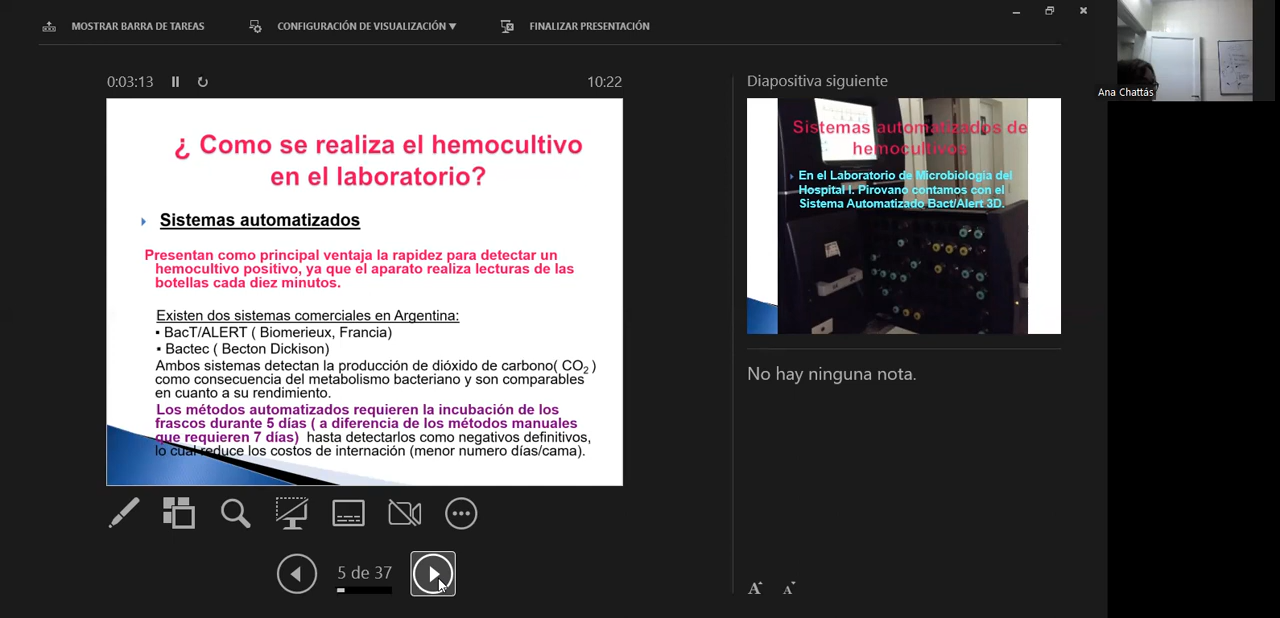 MOSTRAR BARRA DE TAREAS
CONFIGURACIÓN DE VISUALIZACIÓN ▼
FINALIZAR PRESENTACIÓN
Ana Chattás
0:03:13
10:22
¿ Como se realiza el hemocultivo
en el laboratorio?
Sistemas automatizados
Presentan como principal ventaja la rapidez para detectar un
hemocultivo positivo, ya que el aparato realiza lecturas de las
botellas cada diez minutos.
Existen dos sistemas comerciales en Argentina:
▪ BacT/ALERT ( Biomerieux, Francia)
▪ Bactec ( Becton Dickison)
Ambos sistemas detectan la producción de dióxido de carbono( CO₂ )
como consecuencia del metabolismo bacteriano y son comparables
en cuanto a su rendimiento.
Los métodos automatizados requieren la incubación de los
frascos durante 5 días ( a diferencia de los métodos manuales
que requieren 7 días) hasta detectarlos como negativos definitivos,
lo cual reduce los costos de internación (menor numero días/cama).
5 de 37
Diapositiva siguiente
Sistemas automatizados de
hemocultivos
En el Laboratorio de Microbiología del
Hospital I. Pirovano contamos con el
Sistema Automatizado Bact/Alert 3D.
No hay ninguna nota.
A A